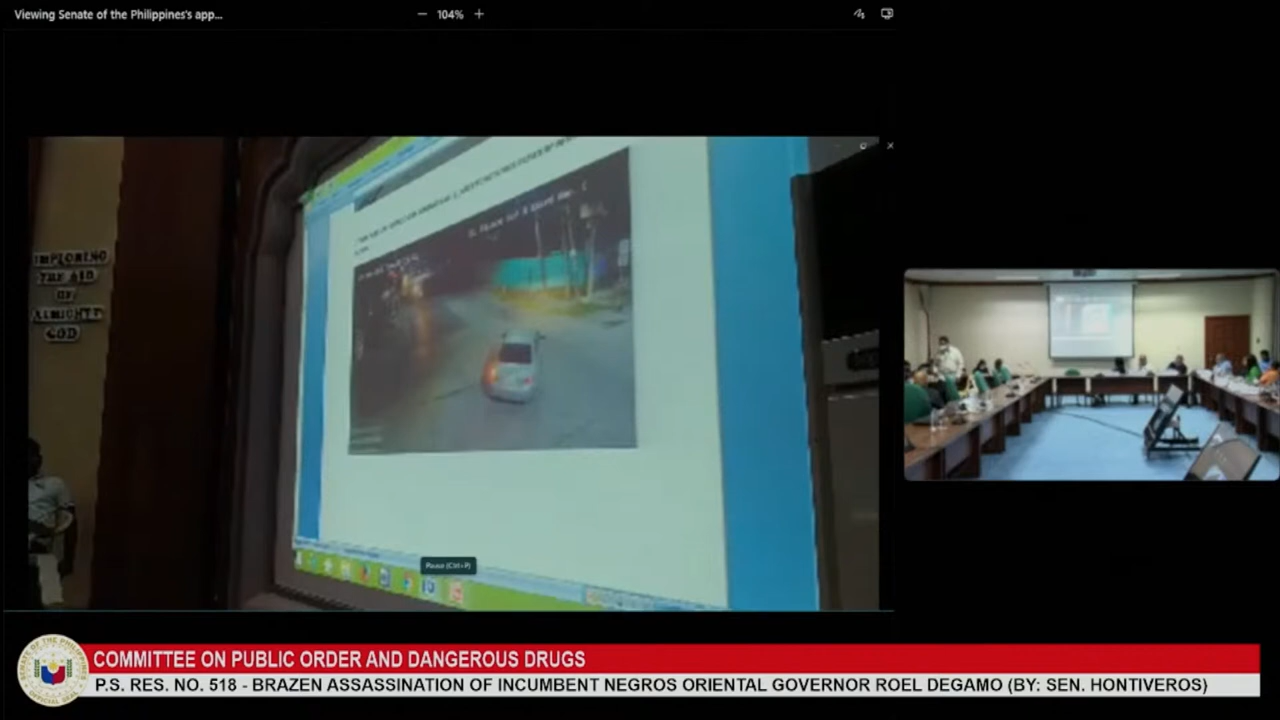 Viewing Senate of the Philippines's app...
104%
IMPLORING
THE AID
OF
ALMIGHTY
GOD
Pause (Ctrl+P)
COMMITTEE ON PUBLIC ORDER AND DANGEROUS DRUGS
P.S. RES. NO. 518 - BRAZEN ASSASSINATION OF INCUMBENT NEGROS ORIENTAL GOVERNOR ROEL DEGAMO (BY: SEN. HONTIVEROS)